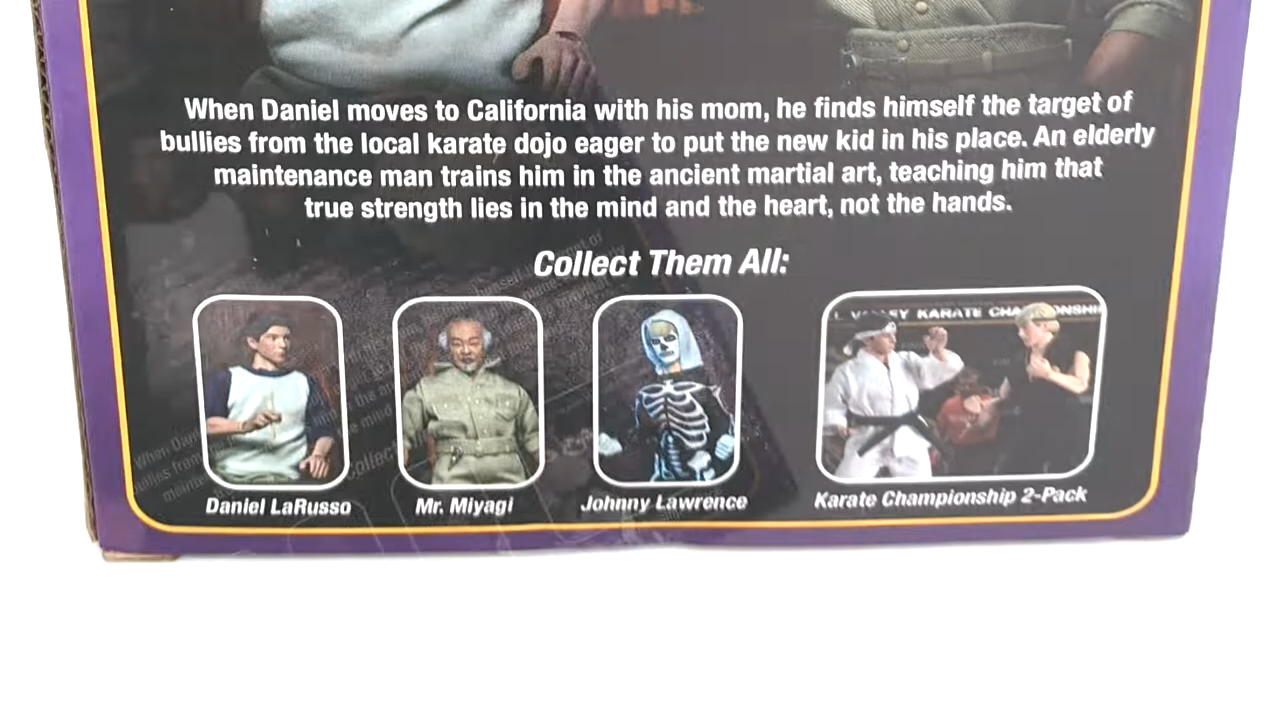 When Daniel moves to California with his mom, he finds himself the target of
bullies from the local karate dojo eager to put the new kid in his place. An elderly
maintenance man trains him in the ancient martial art, teaching him that
true strength lies in the mind and the heart, not the hands.
Collect Them All:
KARATE
Daniel LaRusso
Mr. Miyagi
Johnny Lawrence
Karate Championship 2-Pack